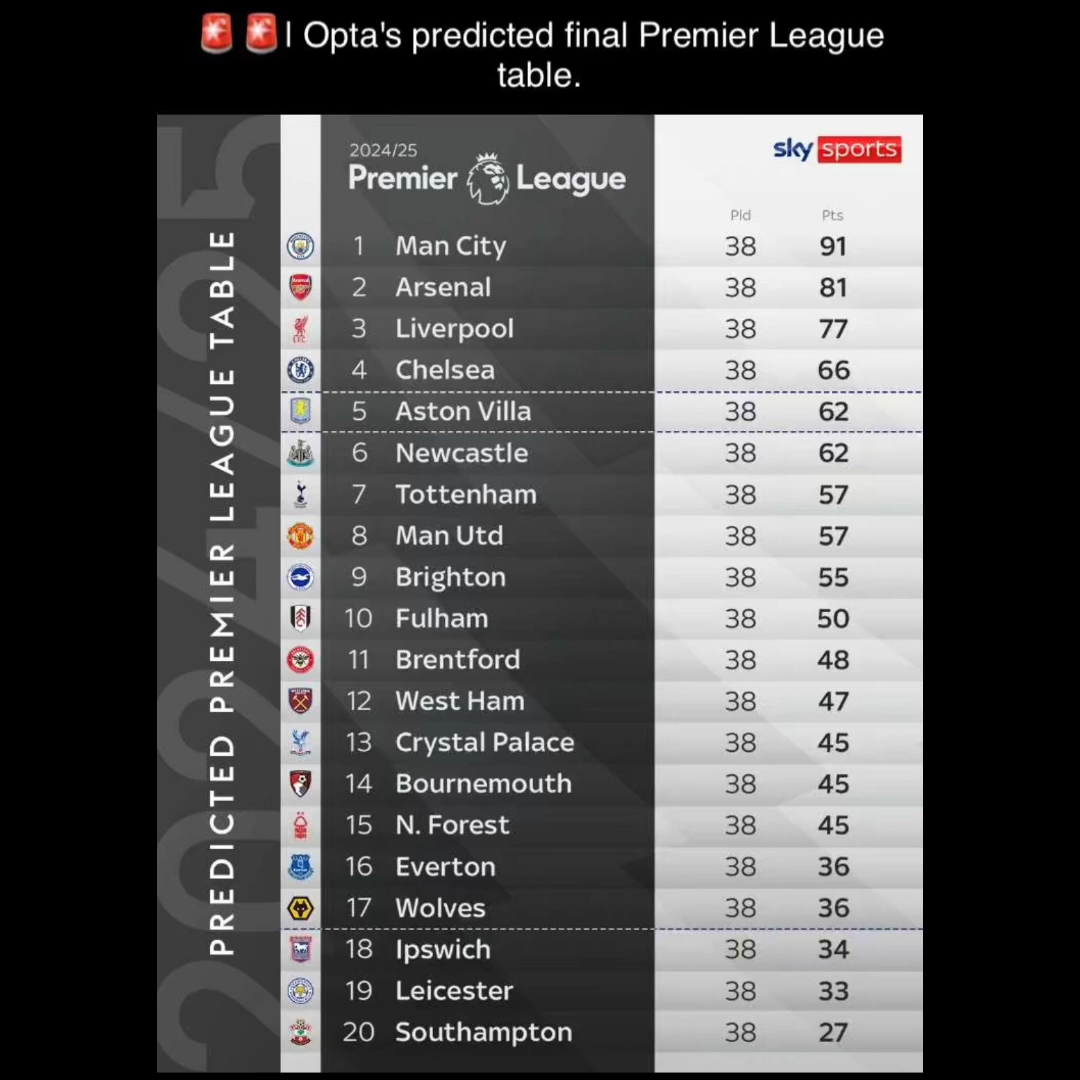 🚨🚨| Opta's predicted final Premier League
table.
2024/25
PREDICTED PREMIER LEAGUE TABLE
2024/25
Premier League
sky sports
Pld Pts
1 Man City 38 91
2 Arsenal 38 81
3 Liverpool 38 77
4 Chelsea 38 66
5 Aston Villa 38 62
6 Newcastle 38 62
7 Tottenham 38 57
8 Man Utd 38 57
9 Brighton 38 55
10 Fulham 38 50
11 Brentford 38 48
12 West Ham 38 47
13 Crystal Palace 38 45
14 Bournemouth 38 45
15 N. Forest 38 45
16 Everton 38 36
17 Wolves 38 36
18 Ipswich 38 34
19 Leicester 38 33
20 Southampton 38 27